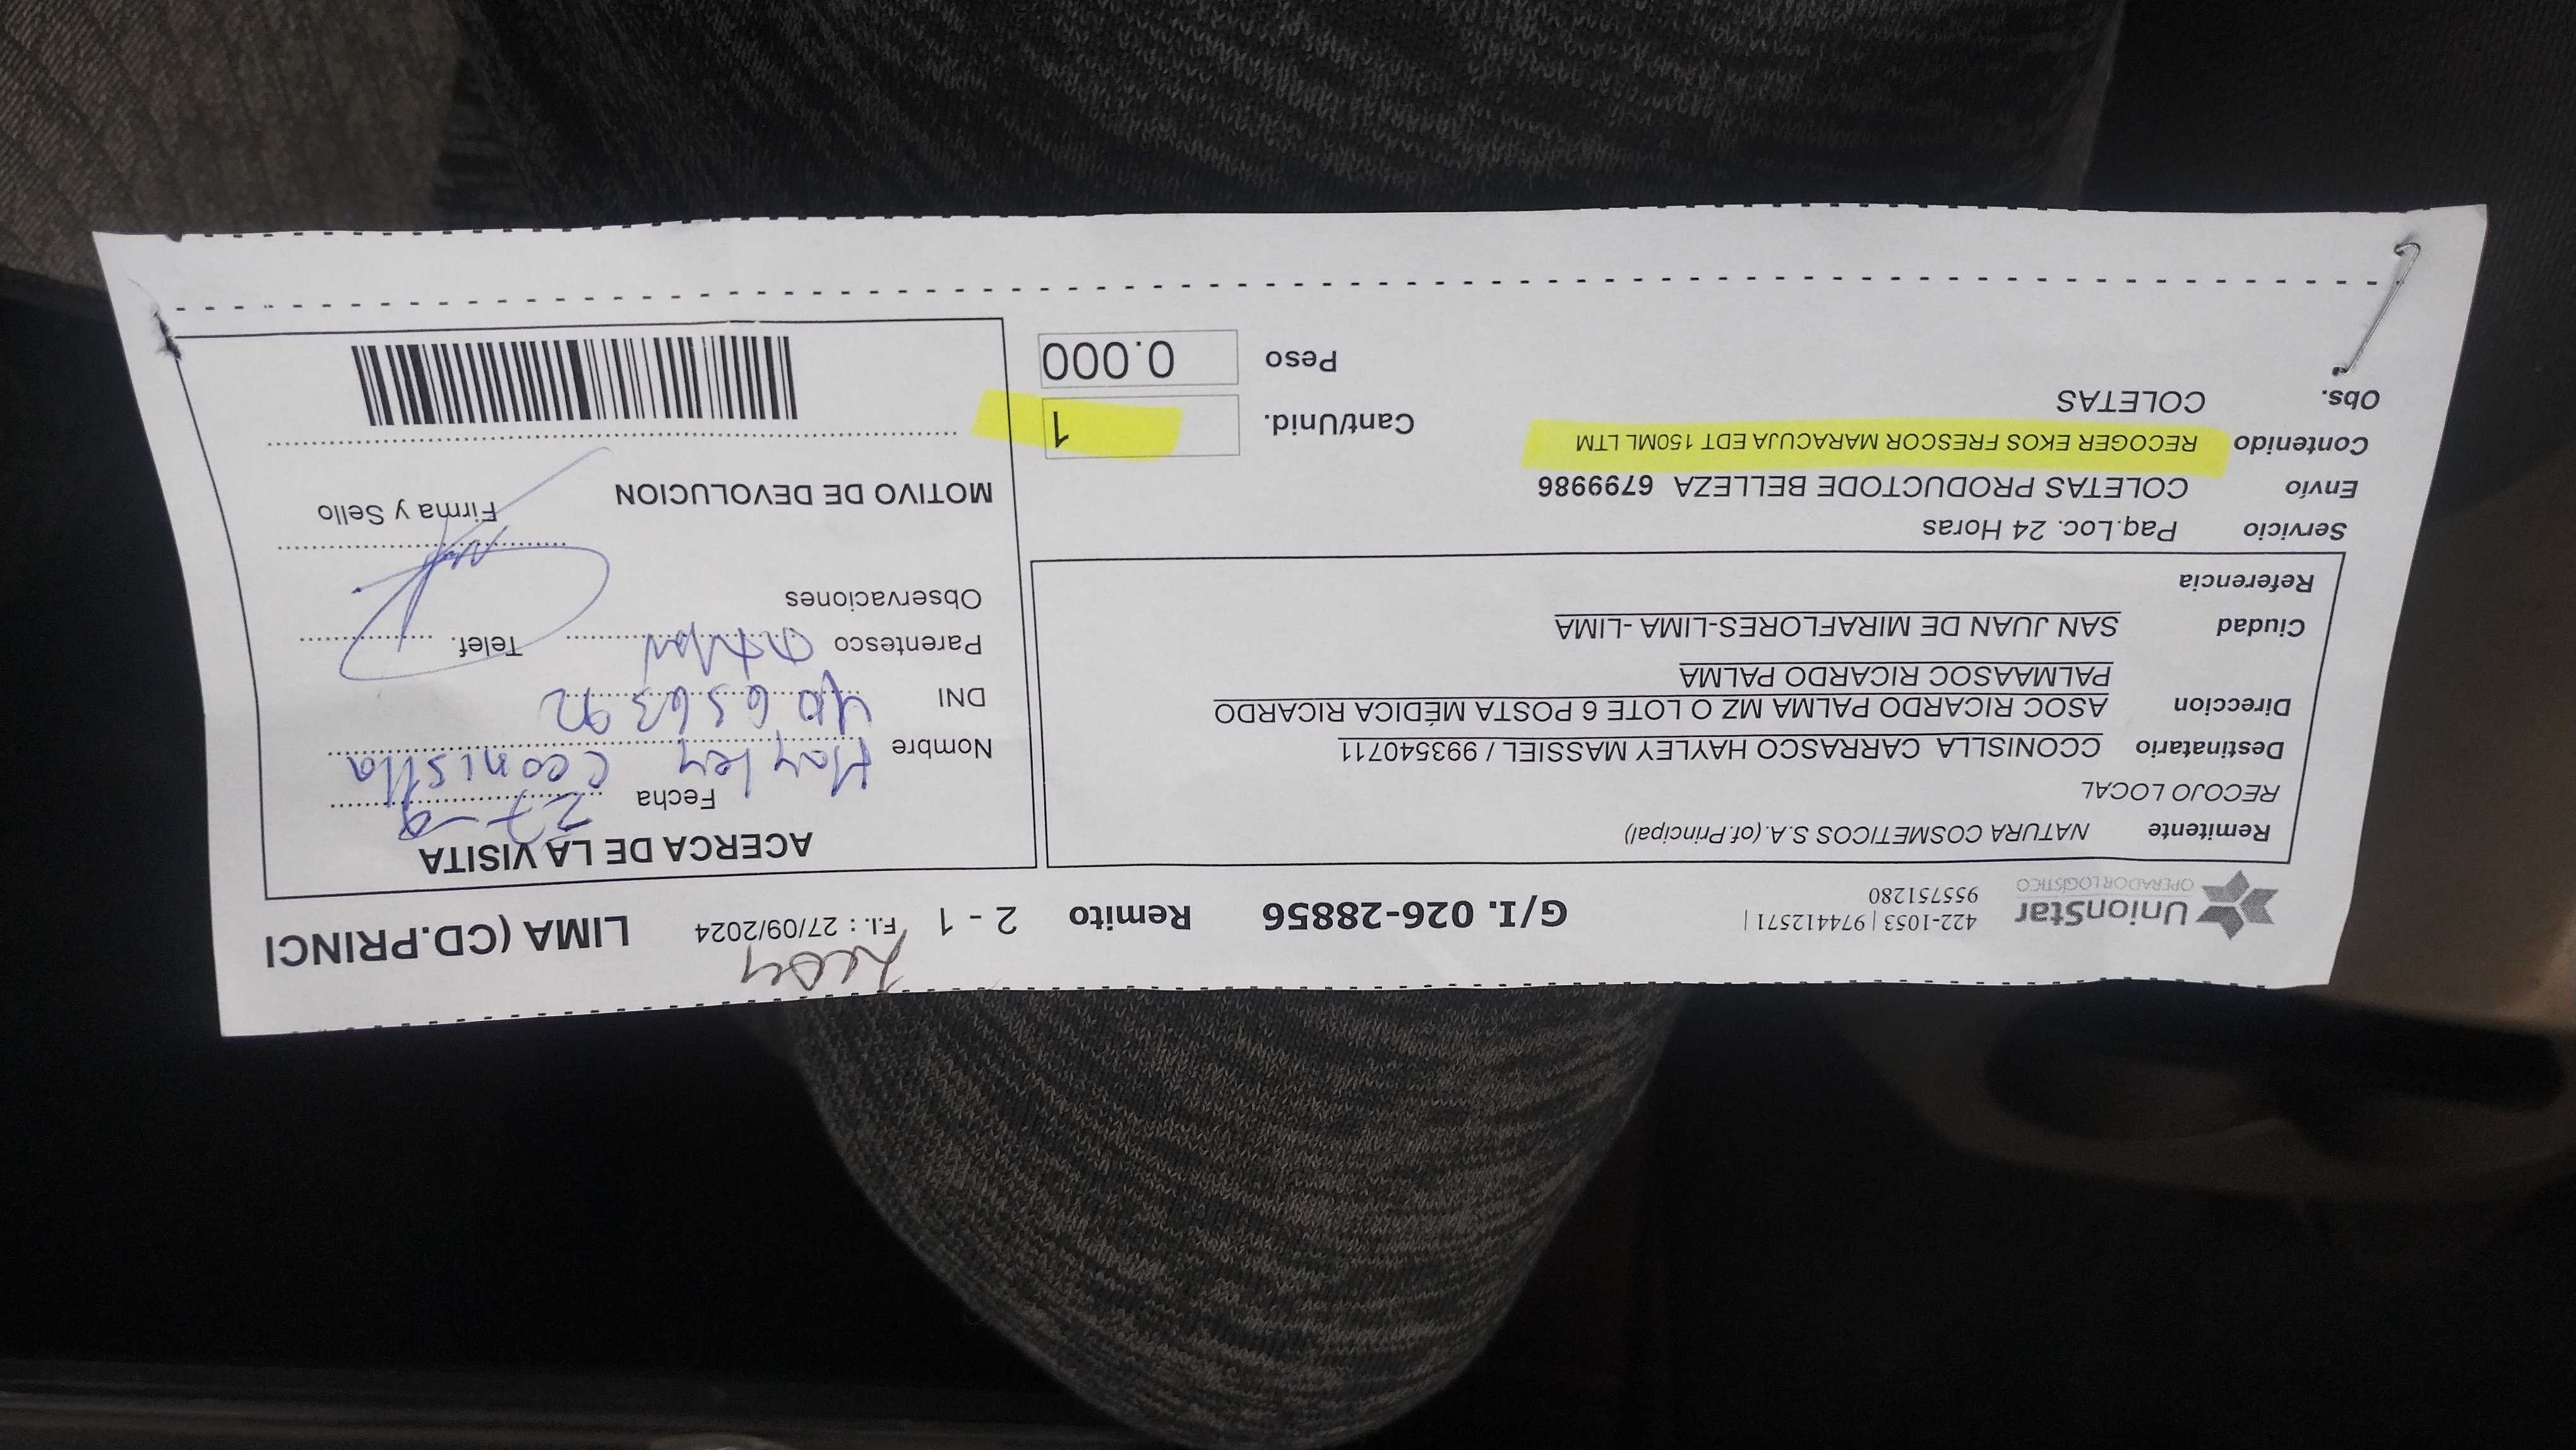 UnionStar
OPERADOR LOGÍSTICO
422-1053 | 974412571 |
955751280
G/I. 026-28856 Remito 2 - 1 F.I. : 27/09/2024 LIMA (CD.PRINCI
Remitente NATURA COSMETICOS S.A.(of.Principal)
RECOJO LOCAL
Destinatario CCONISLLA CARRASCO HAYLEY MASSIEL / 993540711
Direccion ASOC RICARDO PALMA MZ O LOTE 6 POSTA MÉDICA RICARDO
PALMAASOC RICARDO PALMA
Ciudad SAN JUAN DE MIRAFLORES-LIMA -LIMA
Referencia
Servicio Paq.Loc. 24 Horas
Envío COLETAS PRODUCTODE BELLEZA 6799986
Contenido RECOGER EKOS FRESCOR MARACUJA EDT 150ML LTM
Obs. COLETAS
Cant/Unid. 1
Peso 0.000
ACERCA DE LA VISITA
Fecha 27-9
Nombre Hayley Cconislla
DNI 40656392
Parentesco Telef.
Observaciones
Firma y Sello
MOTIVO DE DEVOLUCION